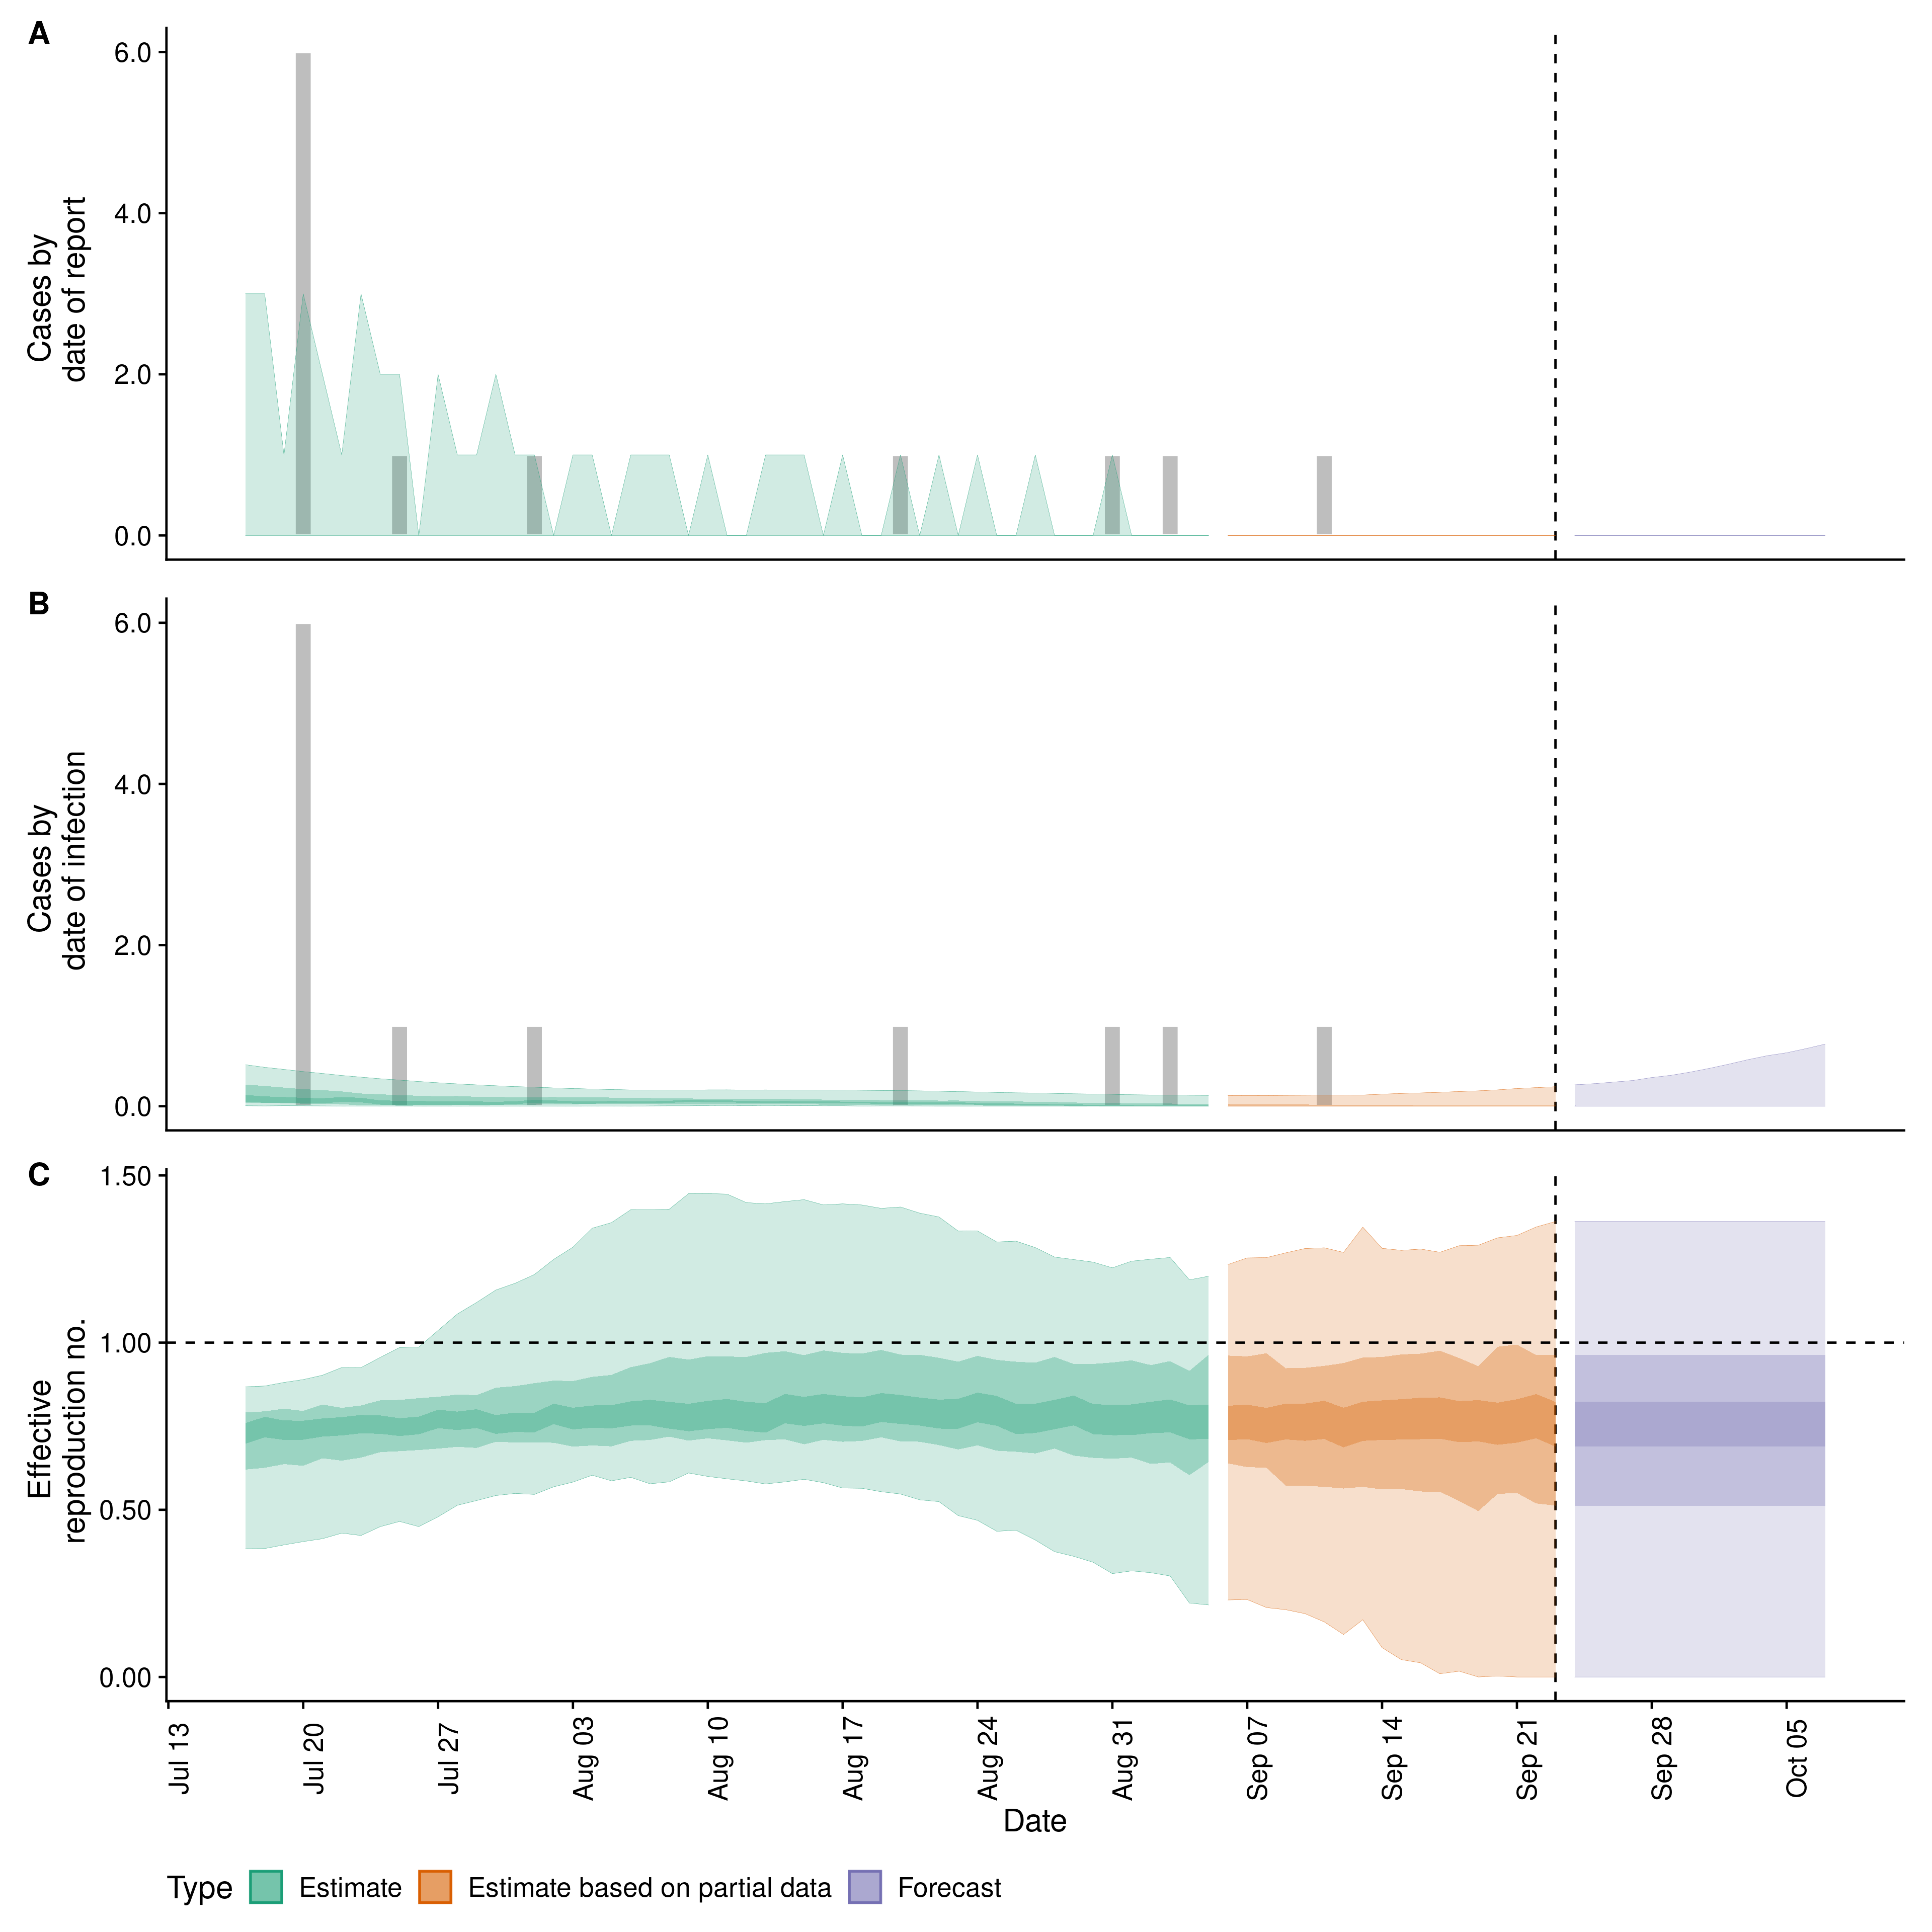 A
6.0
4.0
2.0
0.0
Cases by
date of report
B
6.0
4.0
2.0
0.0
Cases by
date of infection
C
1.50
1.00
0.50
0.00
Effective
reproduction no.
Jul 13
Jul 20
Jul 27
Aug 03
Aug 10
Aug 17
Aug 24
Aug 31
Sep 07
Sep 14
Sep 21
Sep 28
Oct 05
Date
Type Estimate Estimate based on partial data Forecast